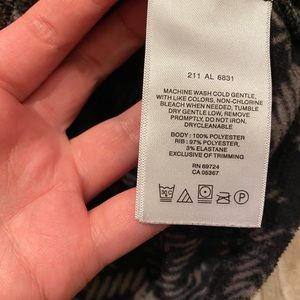 211 AL 6831
MACHINE WASH COLD GENTLE,
WITH LIKE COLORS, NON-CHLORINE
BLEACH WHEN NEEDED, TUMBLE
DRY GENTLE LOW, REMOVE
PROMPTLY, DO NOT IRON,
DRYCLEANABLE
BODY : 100% POLYESTER
RIB : 97% POLYESTER,
3% ELASTANE
EXCLUSIVE OF TRIMMING
RN 69724
CA 05367
P